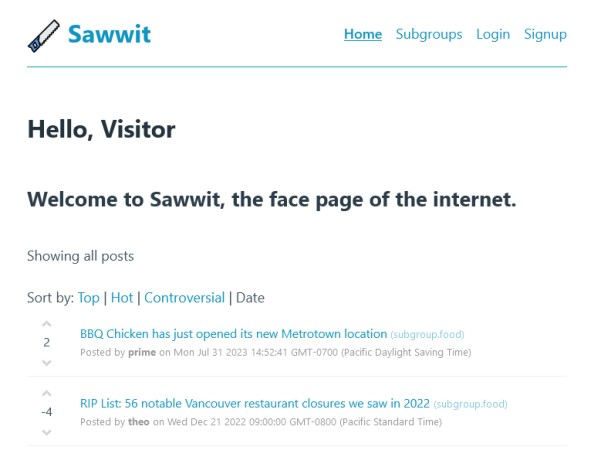 Sawwit
Home Subgroups Login Signup
Hello, Visitor
Welcome to Sawwit, the face page of the internet.
Showing all posts
Sort by: Top | Hot | Controversial | Date
2
BBQ Chicken has just opened its new Metrotown location (subgroup.food)
Posted by prime on Mon Jul 31 2023 14:52:41 GMT-0700 (Pacific Daylight Saving Time)
-4
RIP List: 56 notable Vancouver restaurant closures we saw in 2022 (subgroup.food)
Posted by theo on Wed Dec 21 2022 09:00:00 GMT-0800 (Pacific Standard Time)